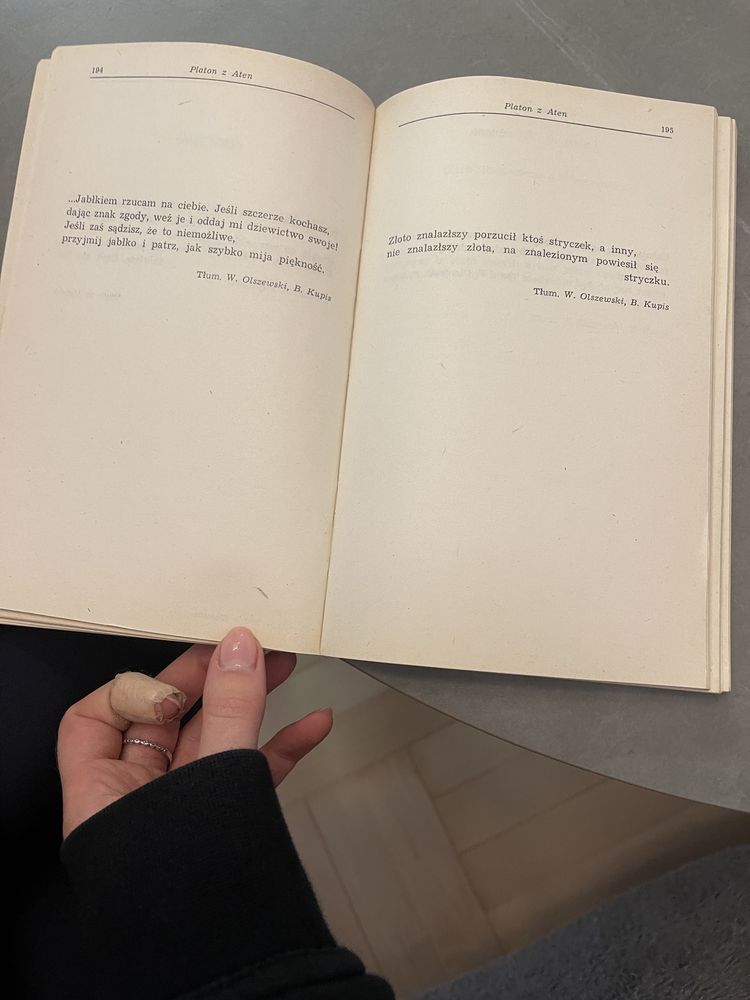 194
Platon z Aten
...Jabłkiem rzucam na ciebie. Jeśli szczerze kochasz,
dając znak zgody, weź je i oddaj mi dziewictwo swoje!
Jeśli zaś sądzisz, że to niemożliwe,
przyjmij jabłko i patrz, jak szybko mija piękność.
Tłum. W. Olszewski, B. Kupis
Platon z Aten
195
Złoto znalazłszy porzucił ktoś stryczek, a inny,
nie znalazłszy złota, na znalezionym powiesił się
stryczku.
Tłum. W. Olszewski, B. Kupis